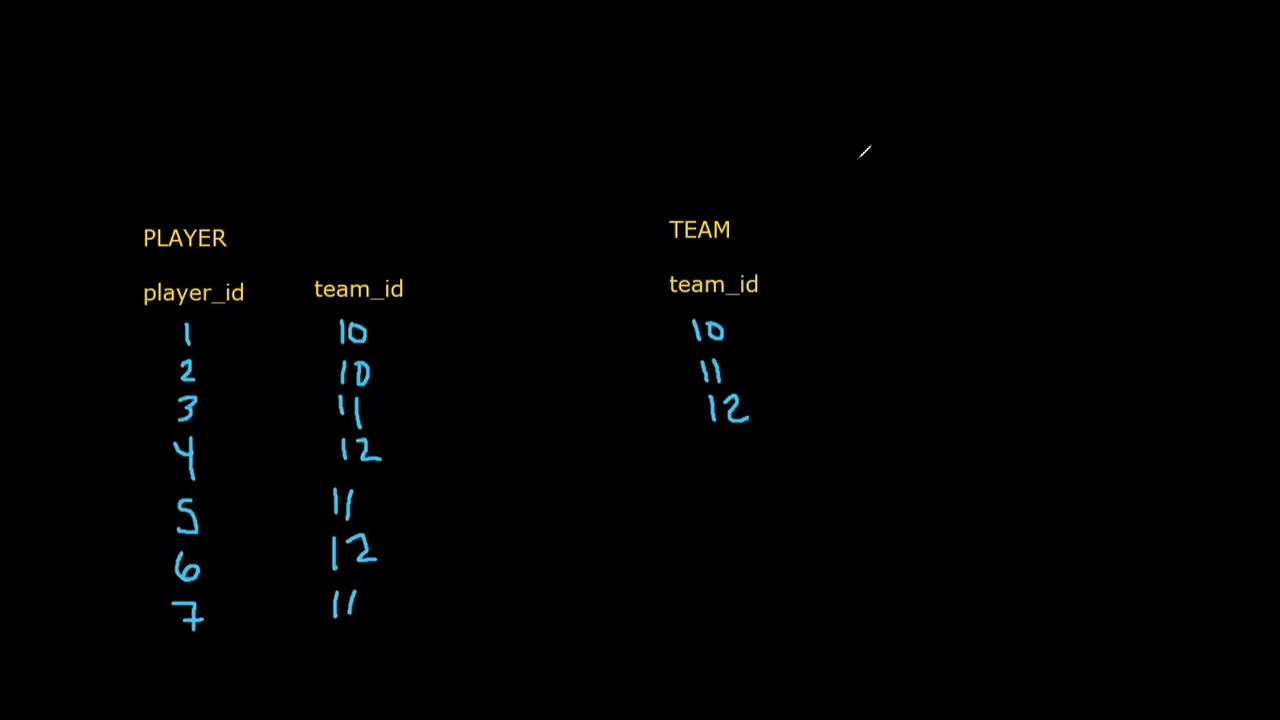 PLAYER
player_id team_id
1 10
2 10
3 11
4 12
5 11
6 12
7 11
TEAM
team_id
10
11
12